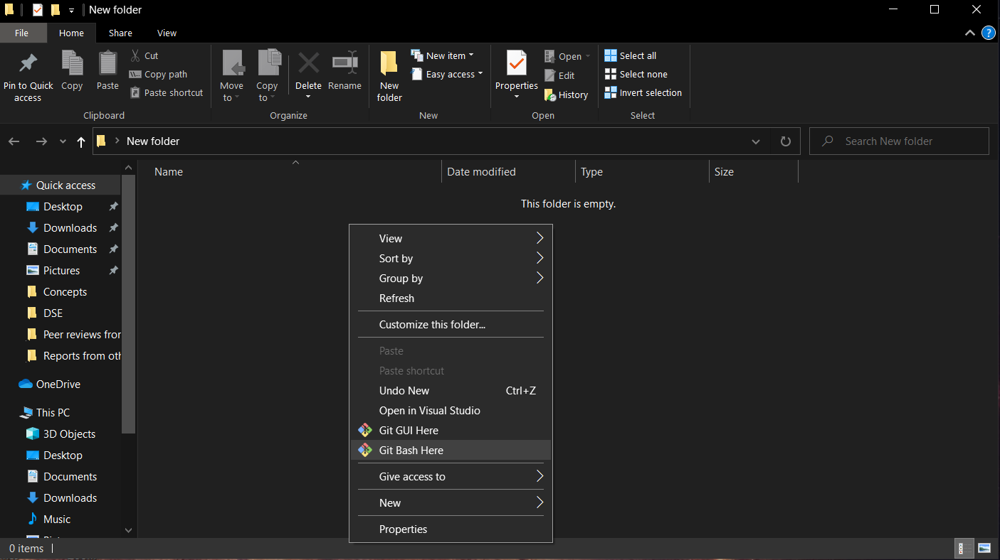 New folder
File Home Share View
Pin to Quick access
Copy
Paste
Cut
Copy path
Paste shortcut
Clipboard
Move to
Copy to
Delete
Rename
Organize
New folder
New item
Easy access
New
Properties
Open
Edit
History
Open
Select all
Select none
Invert selection
Select
New folder
Search New folder
Name Date modified Type Size
This folder is empty.
Quick access
Desktop
Downloads
Documents
Pictures
Concepts
DSE
Peer reviews fror
Reports from oth
OneDrive
This PC
3D Objects
Desktop
Documents
Downloads
Music
View
Sort by
Group by
Refresh
Customize this folder...
Paste
Paste shortcut
Undo New Ctrl+Z
Open in Visual Studio
Git GUI Here
Git Bash Here
Give access to
New
Properties
0 items